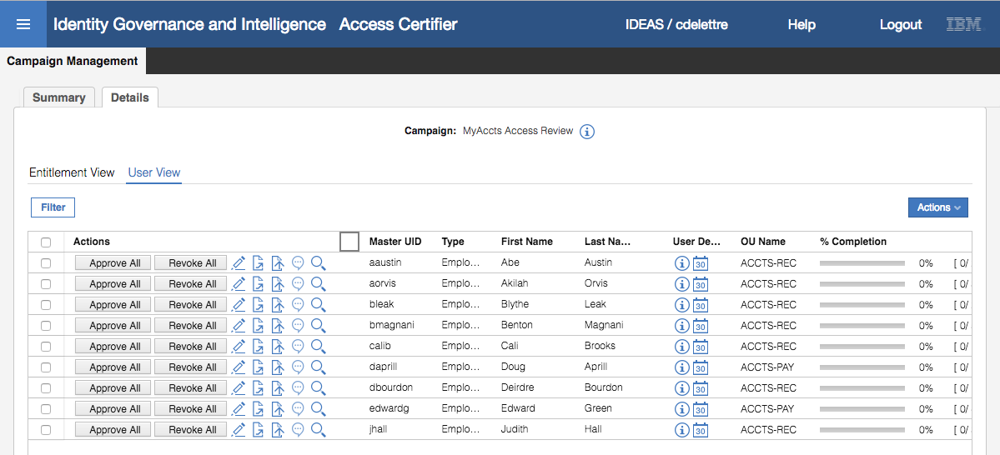 Identity Governance and Intelligence Access Certifier IDEAS / cdelettre Help Logout IBM
Campaign Management
Summary Details
Campaign: MyAccts Access Review
Entitlement View User View
Filter Actions
Actions Master UID Type First Name Last Na... User De... OU Name % Completion
Approve All Revoke All aaustin Emplo... Abe Austin 30 ACCTS-REC 0% [ 0/
Approve All Revoke All aorvis Emplo... Akilah Orvis 30 ACCTS-REC 0% [ 0/
Approve All Revoke All bleak Emplo... Blythe Leak 30 ACCTS-REC 0% [ 0/
Approve All Revoke All bmagnani Emplo... Benton Magnani 30 ACCTS-REC 0% [ 0/
Approve All Revoke All calib Emplo... Cali Brooks 30 ACCTS-REC 0% [ 0/
Approve All Revoke All daprill Emplo... Doug Aprill 30 ACCTS-PAY 0% [ 0/
Approve All Revoke All dbourdon Emplo... Deirdre Bourdon 30 ACCTS-REC 0% [ 0/
Approve All Revoke All edwardg Emplo... Edward Green 30 ACCTS-PAY 0% [ 0/
Approve All Revoke All jhall Emplo... Judith Hall 30 ACCTS-REC 0% [ 0/